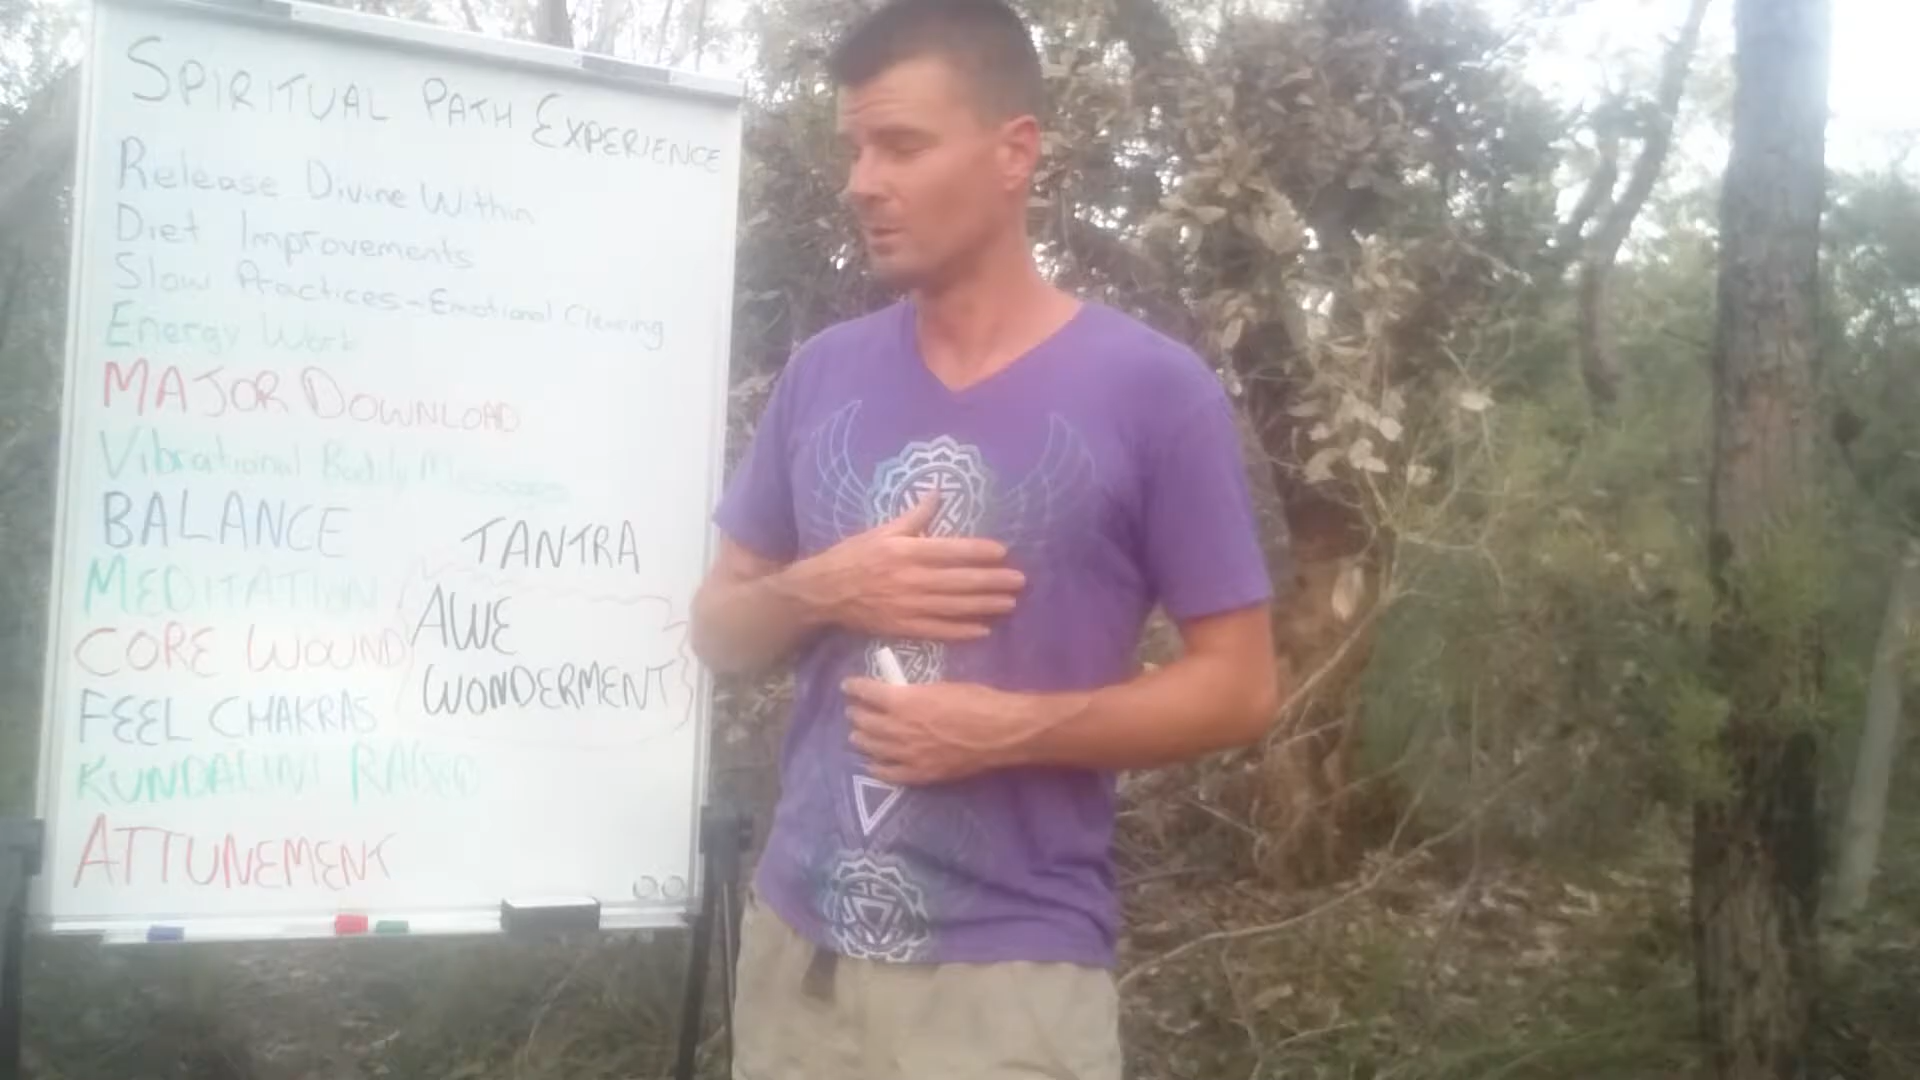 SPIRITUAL PATH EXPERIENCE
Release Divine Within
Diet Improvements
Slow Practices - Emotional Clearing
Energy Work
MAJOR DOWNLOAD
Vibrational Bodily Messages
BALANCE
TANTRA
MEDITATION
AWE
CORE WOUND
WONDERMENT
FEEL CHAKRAS
KUNDALINI RAISED
ATTUNEMENT